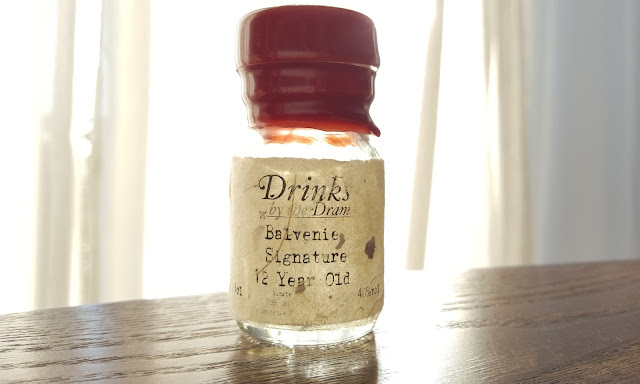 Drinks
by the Dram
Balvenie
Signature
12 Year Old